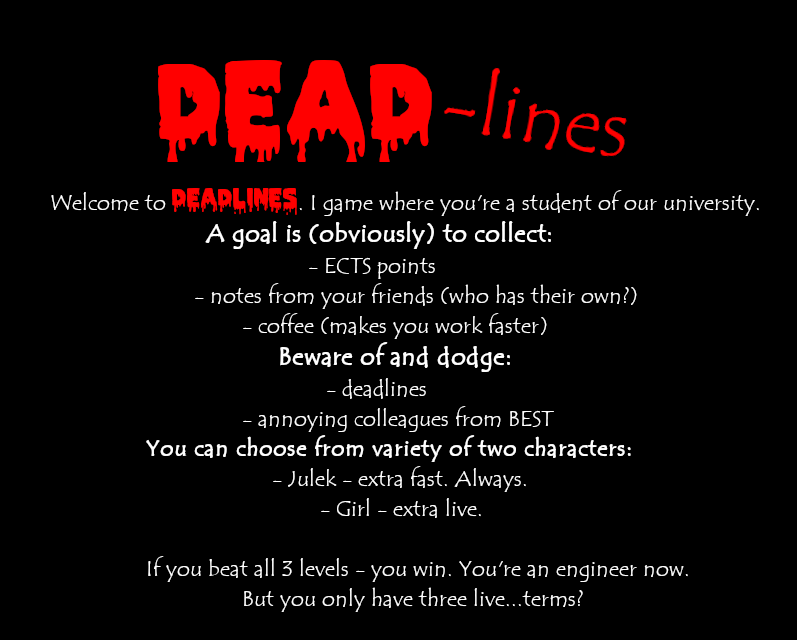 DEAD-lines
Welcome to DEADLINES. I game where you're a student of our university.
A goal is (obviously) to collect:
- ECTS points
- notes from your friends (who has their own?)
- coffee (makes you work faster)
Beware of and dodge:
- deadlines
- annoying colleagues from BEST
You can choose from variety of two characters:
- Julek - extra fast. Always.
- Girl - extra live.
If you beat all 3 levels - you win. You're an engineer now.
But you only have three live...terms?